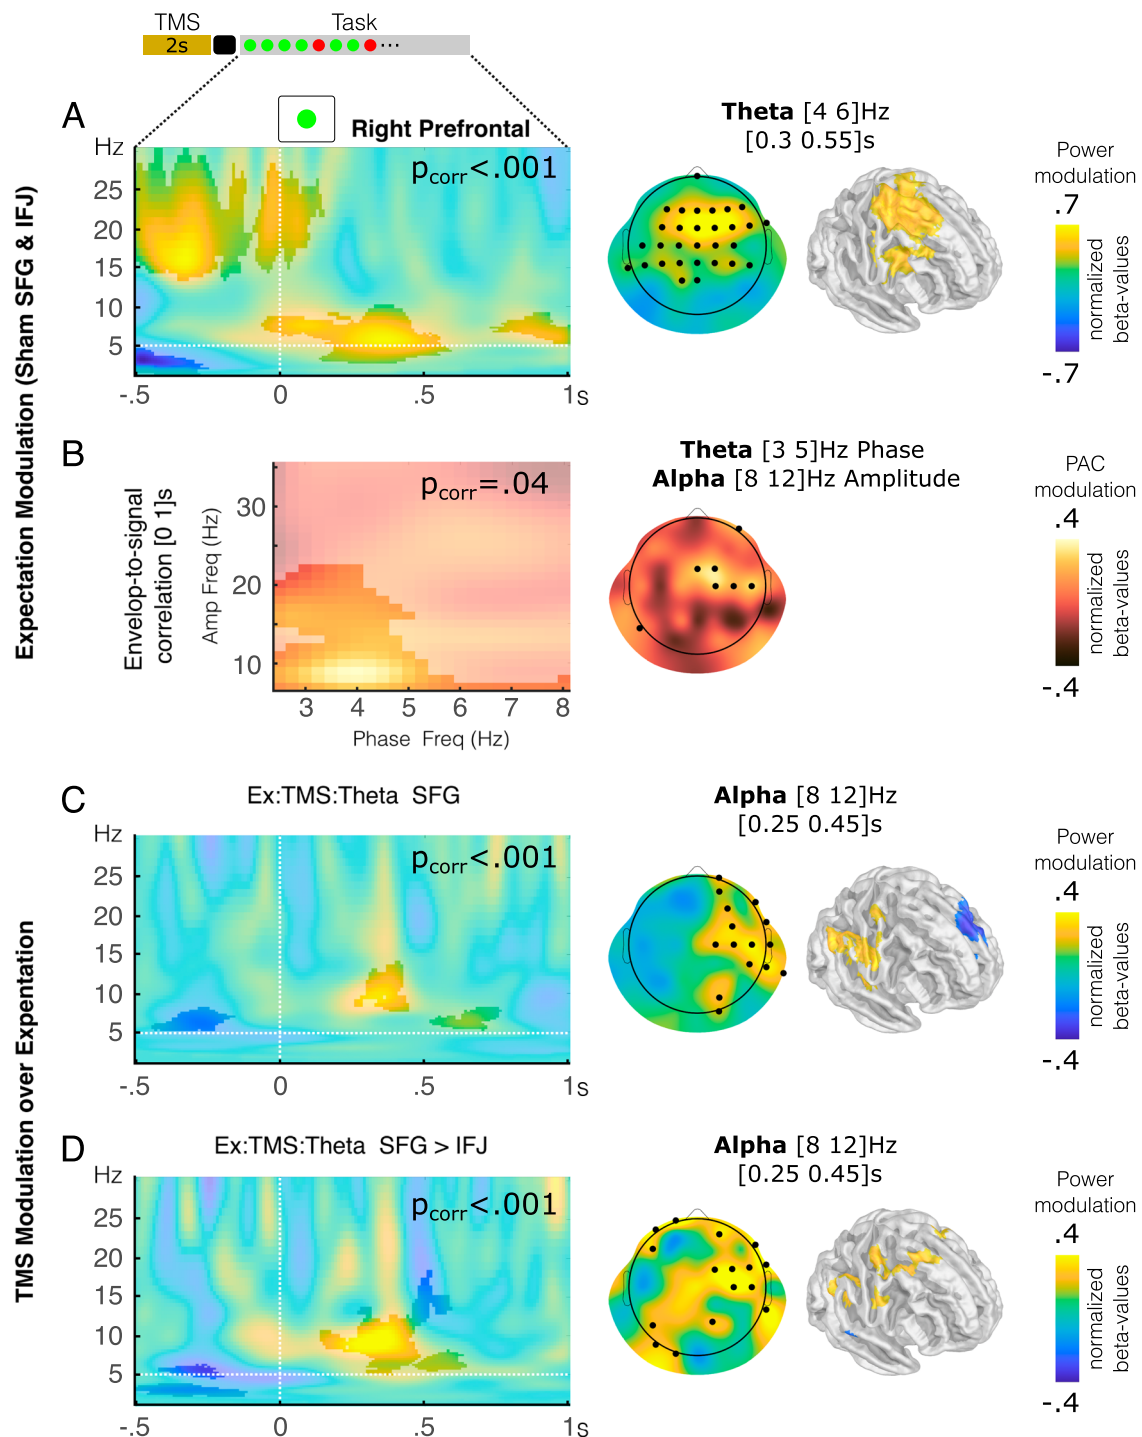 TMS
Task
2s
Expectation Modulation (Sham SFG & IFJ)
A
Right Prefrontal
Hz
p corr<.001
25
20
15
10
5
-.5
0
.5
1s
Theta [4 6]Hz
[0.3 0.55]s
Power
modulation
.7
normalized
beta-values
-.7
B
Envelop-to-signal
correlation [0 1]s
Amp Freq (Hz)
p corr=.04
30
20
10
3
4
5
6
7
8
Phase Freq (Hz)
Theta [3 5]Hz Phase
Alpha [8 12]Hz Amplitude
PAC
modulation
.4
normalized
beta-values
-.4
TMS Modulation over Expentation
C
Ex:TMS:Theta SFG
Hz
p corr<.001
25
20
15
10
5
-.5
0
.5
1s
Alpha [8 12]Hz
[0.25 0.45]s
Power
modulation
.4
normalized
beta-values
-.4
D
Ex:TMS:Theta SFG > IFJ
Hz
p corr<.001
25
20
15
10
5
-.5
0
.5
1s
Alpha [8 12]Hz
[0.25 0.45]s
Power
modulation
.4
normalized
beta-values
-.4